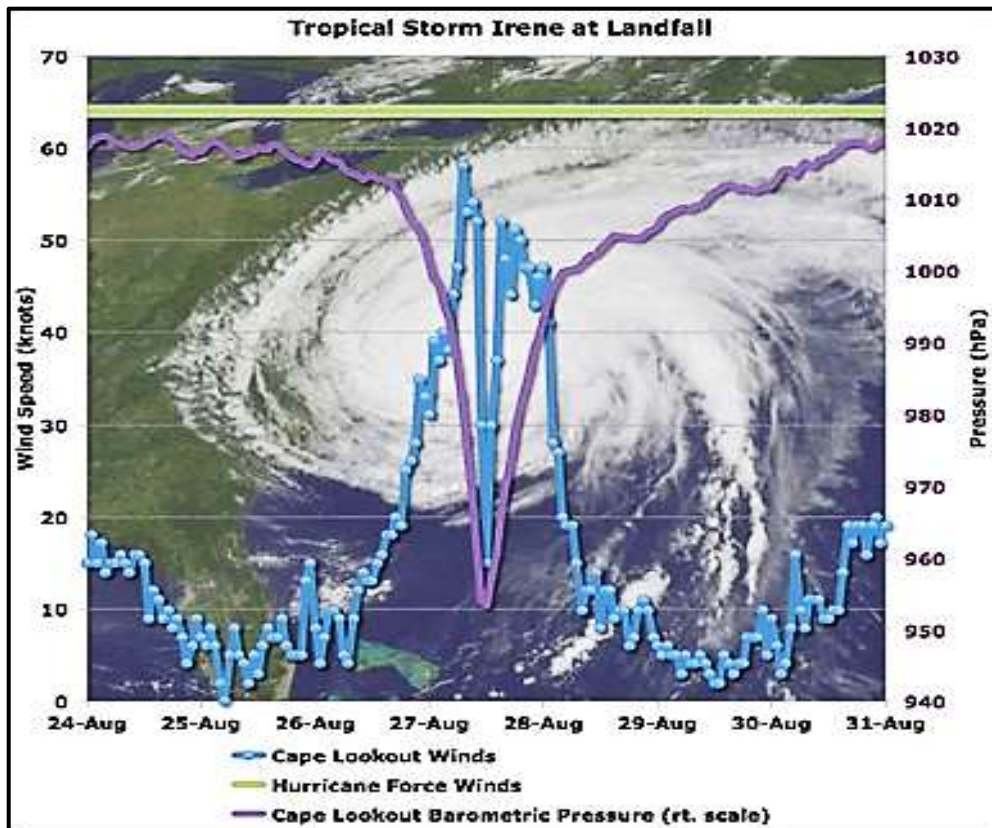 Tropical Storm Irene at Landfall
70
60
50
40
30
20
10
0
Wind Speed (knots)
1030
1020
1010
1000
990
980
970
960
950
940
Pressure (hPa)
24-Aug 25-Aug 26-Aug 27-Aug 28-Aug 29-Aug 30-Aug 31-Aug
Cape Lookout Winds
Hurricane Force Winds
Cape Lookout Barometric Pressure (rt. scale)